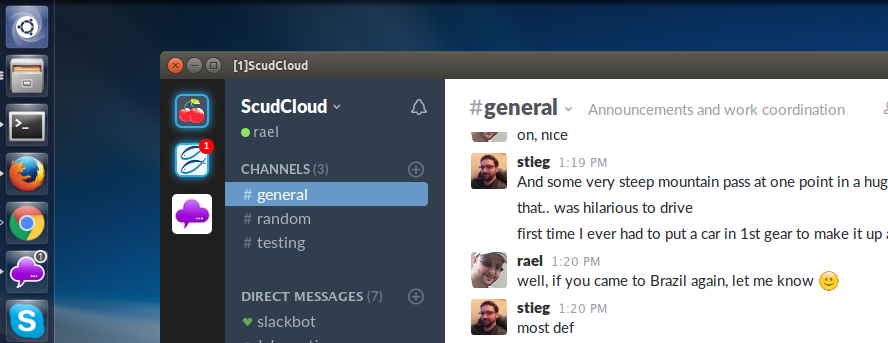 [1]ScudCloud
ScudCloud
rael
CHANNELS (3)
# general
# random
# testing
DIRECT MESSAGES (7)
slackbot
1
1
#general
Announcements and work coordination
oh, nice
stieg 1:19 PM
And some very steep mountain pass at one point in a hug
that.. was hilarious to drive
first time I ever had to put a car in 1st gear to make it up
rael 1:20 PM
well, if you came to Brazil again, let me know
stieg 1:20 PM
most def